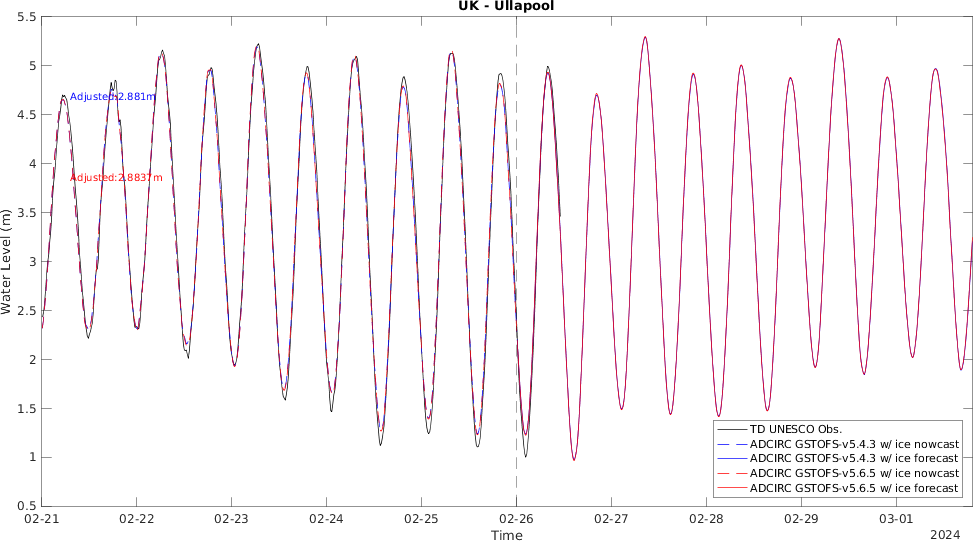 UK - Ullapool
5.5
5
4.5
4
3.5
3
2.5
2
1.5
1
0.5
Water Level (m)
Adjusted:2.881m
Adjusted:2.8837m
TD UNESCO Obs.
ADCIRC GSTOFS-v5.4.3 w/ ice nowcast
ADCIRC GSTOFS-v5.4.3 w/ ice forecast
ADCIRC GSTOFS-v5.6.5 w/ ice nowcast
ADCIRC GSTOFS-v5.6.5 w/ ice forecast
02-21 02-22 02-23 02-24 02-25 02-26 02-27 02-28 02-29 03-01
Time
2024